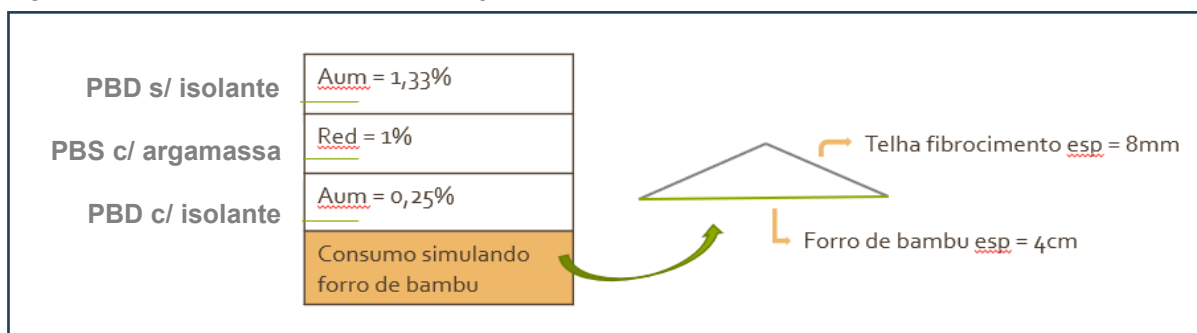 PBD s/ isolante
Aum = 1,33%
PBS c/ argamassa
Red = 1%
PBD c/ isolante
Aum = 0,25%
Consumo simulando
forro de bambu
Telha fibrocimento esp = 8mm
Forro de bambu esp = 4cm